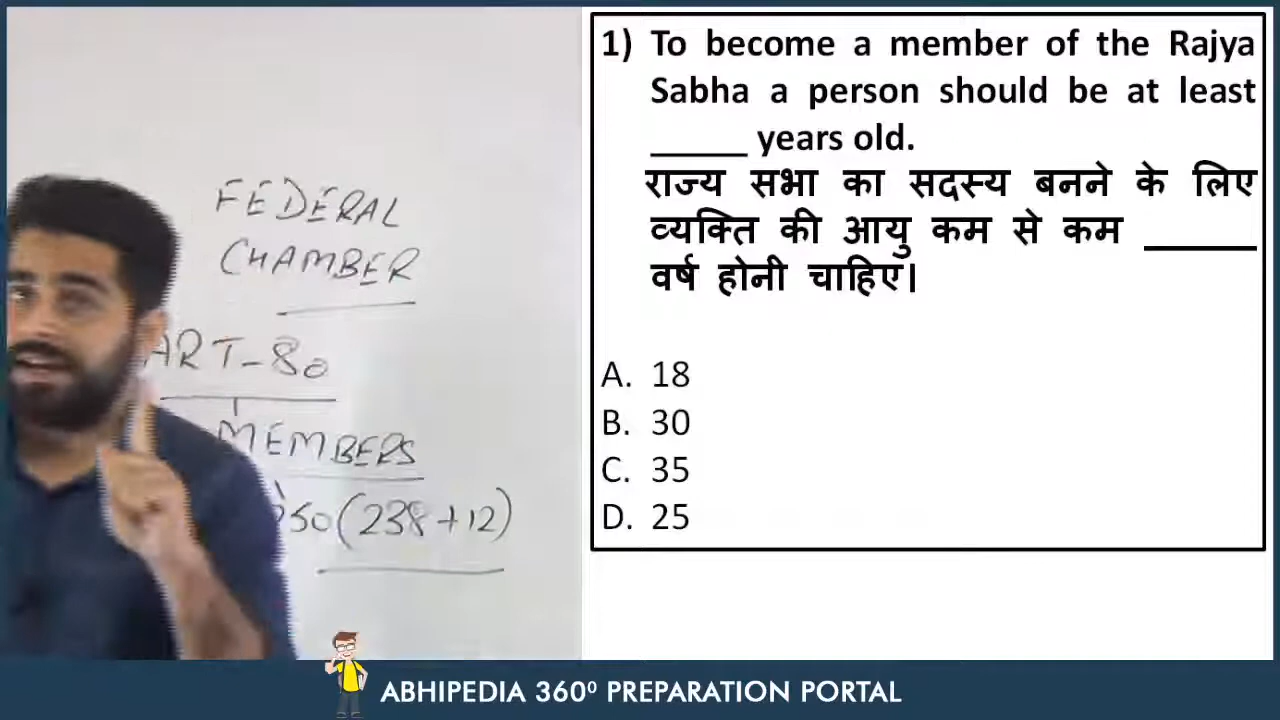 FEDERAL
CHAMBER
ART-80
MEMBERS
250 (238+12)
1) To become a member of the Rajya
Sabha a person should be at least
_____ years old.
राज्य सभा का सदस्य बनने के लिए
व्यक्ति की आयु कम से कम ______
वर्ष होनी चाहिए।
A. 18
B. 30
C. 35
D. 25
ABHIPEDIA 360⁰ PREPARATION PORTAL